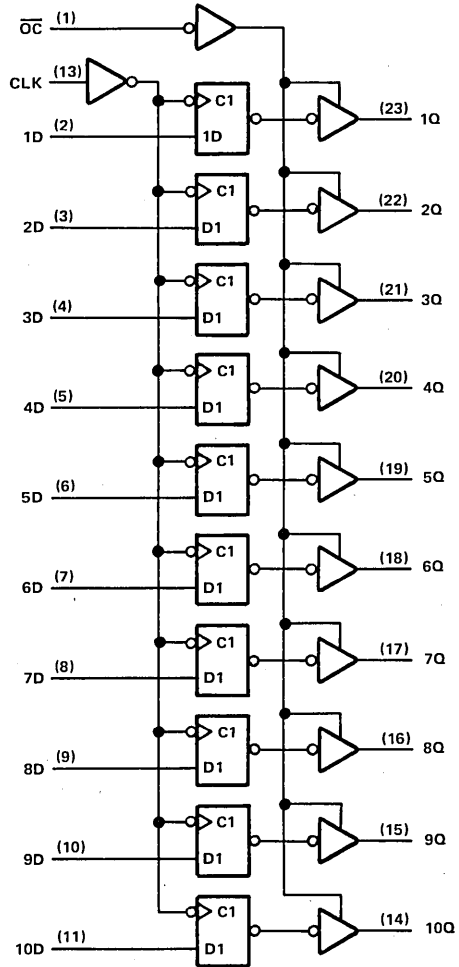 O̅C̅ (1)
CLK (13)
C1
(23)
1Q
1D (2)
1D
C1
(22)
2Q
2D (3)
D1
C1
(21)
3Q
3D (4)
D1
C1
(20)
4Q
4D (5)
D1
C1
(19)
5Q
5D (6)
D1
C1
(18)
6Q
6D (7)
D1
C1
(17)
7Q
7D (8)
D1
C1
(16)
8Q
8D (9)
D1
C1
(15)
9Q
9D (10)
D1
C1
(14)
10Q
10D (11)
D1